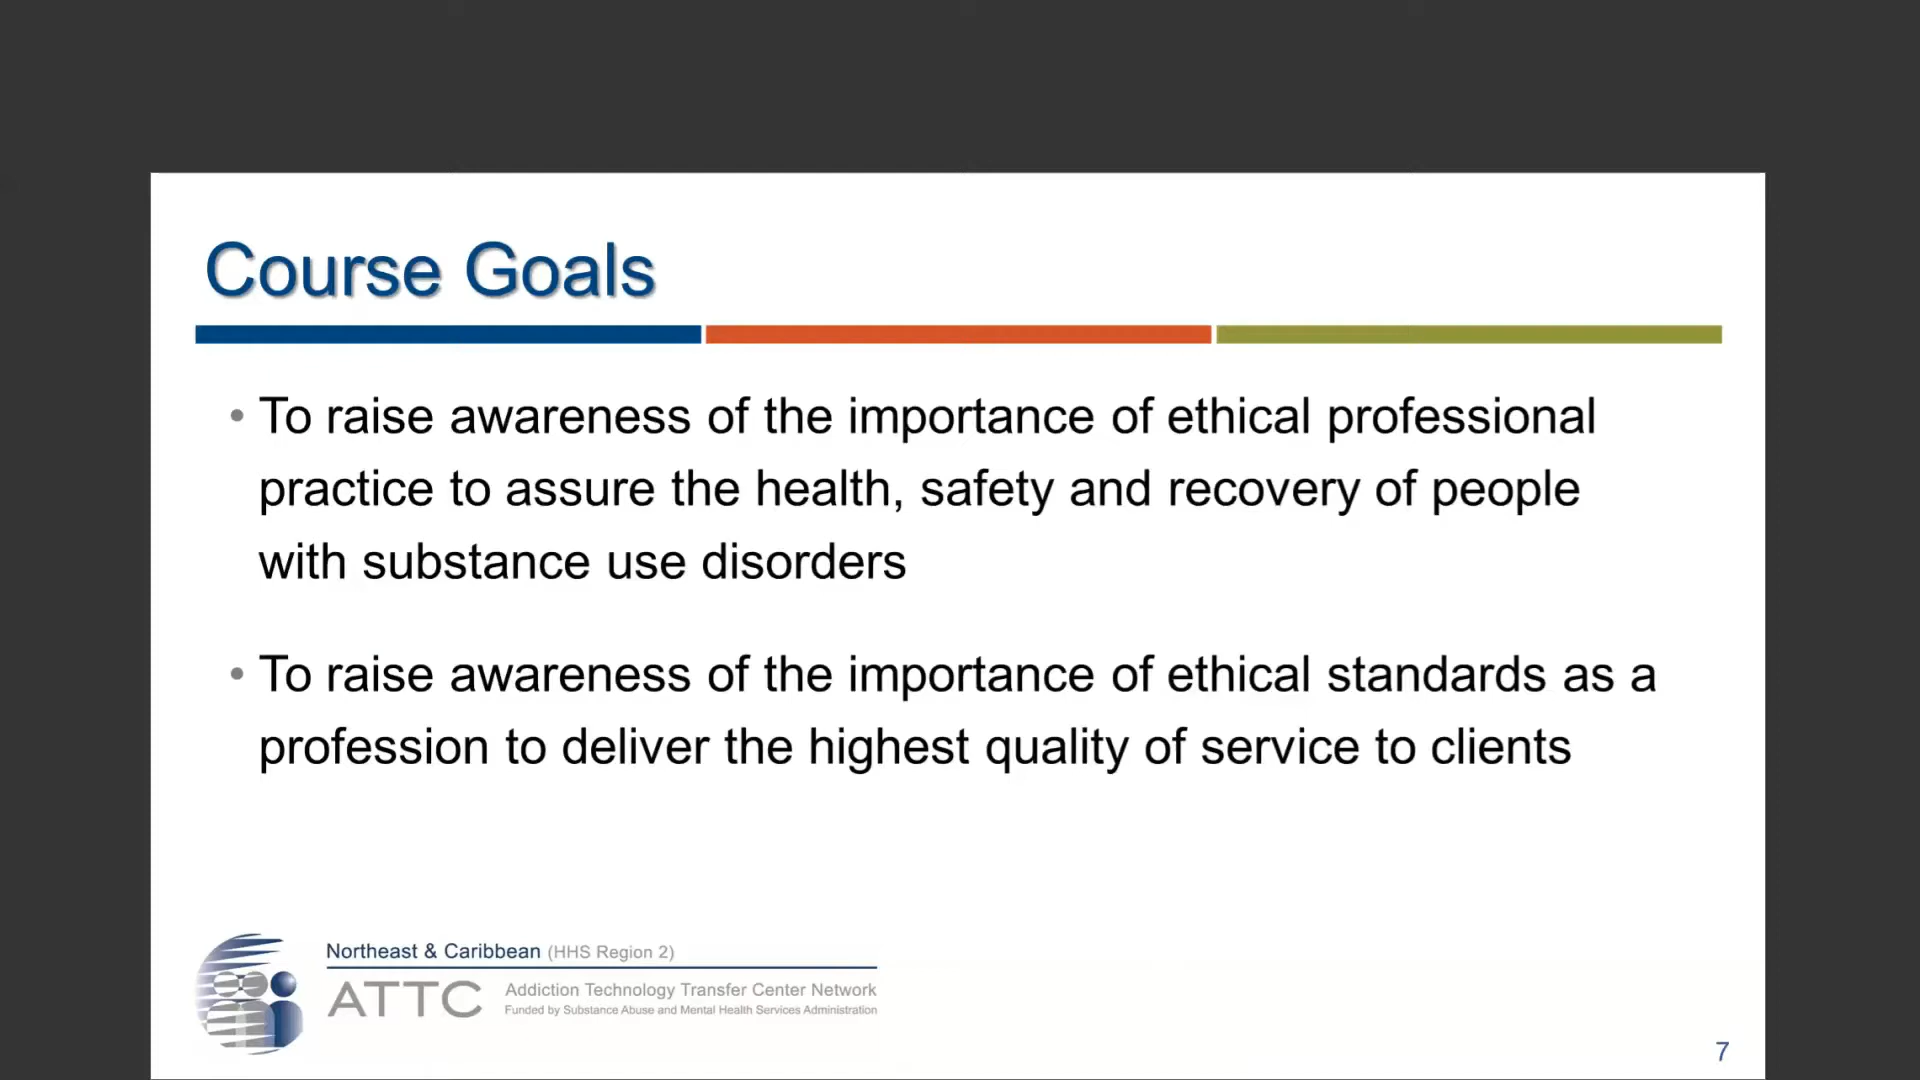 Course Goals
• To raise awareness of the importance of ethical professional
practice to assure the health, safety and recovery of people
with substance use disorders
• To raise awareness of the importance of ethical standards as a
profession to deliver the highest quality of service to clients
Northeast & Caribbean (HHS Region 2)
ATTC Addiction Technology Transfer Center Network
Funded by Substance Abuse and Mental Health Services Administration
7